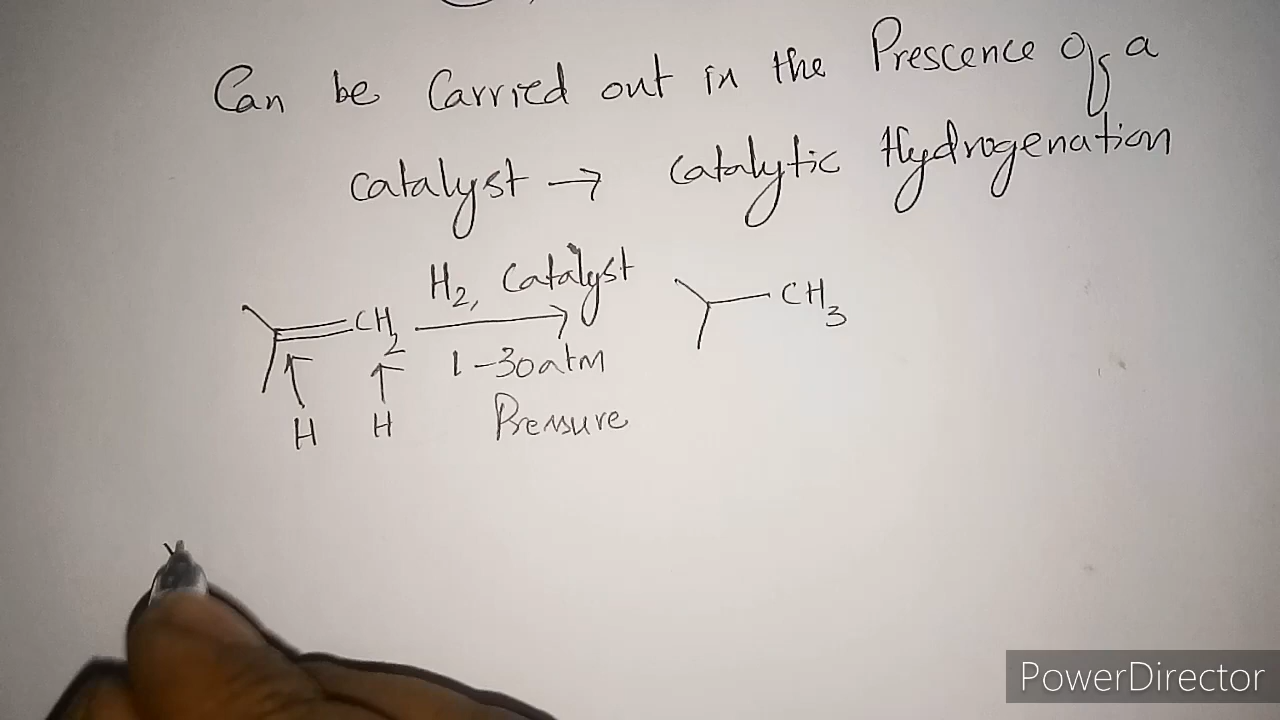 Can be Carried out in the Prescence of a
catalyst → Catalytic Hydrogenation
H2, Catalyst
CH2
CH3
1-30atm
Pressure
H H
PowerDirector